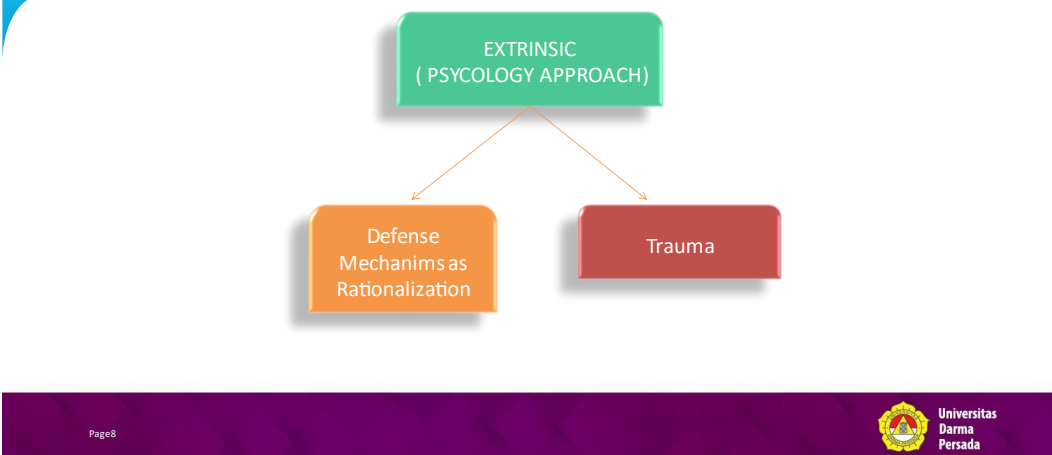 EXTRINSIC
( PSYCOLOGY APPROACH)
Defense
Mechanims as
Rationalization
Trauma
Page8
Universitas
Darma
Persada